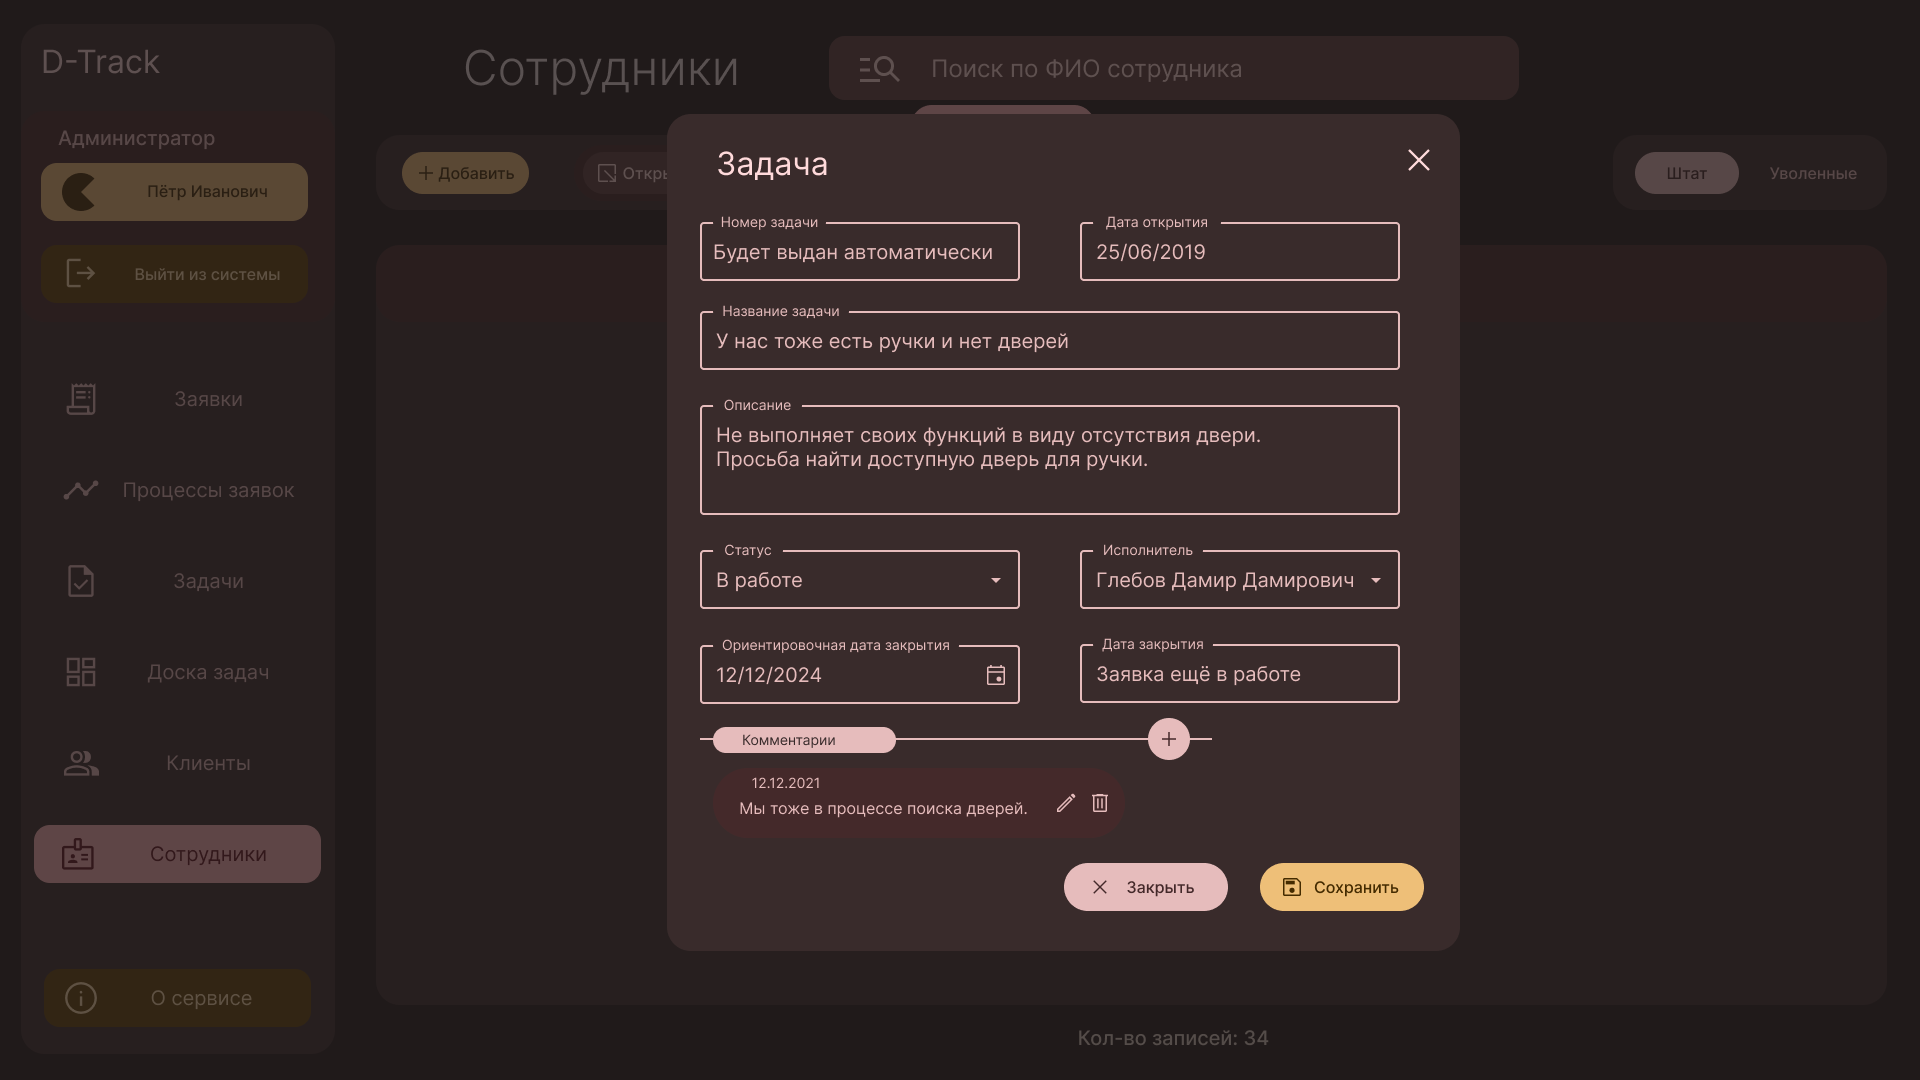 D-Track
Администратор
Пётр Иванович
Выйти из системы
Заявки
Процессы заявок
Задачи
Доска задач
Клиенты
Сотрудники
О сервисе
Сотрудники
Поиск по ФИО сотрудника
Добавить
Штат
Уволенные
Задача
Номер задачи
Будет выдан автоматически
Дата открытия
25/06/2019
Название задачи
У нас тоже есть ручки и нет дверей
Описание
Не выполняет своих функций в виду отсутствия двери.
Просьба найти доступную дверь для ручки.
Статус
В работе
Исполнитель
Глебов Дамир Дамирович
Ориентировочная дата закрытия
12/12/2024
Дата закрытия
Заявка ещё в работе
Комментарии
12.12.2021
Мы тоже в процессе поиска дверей.
Закрыть
Сохранить
Кол-во записей: 34